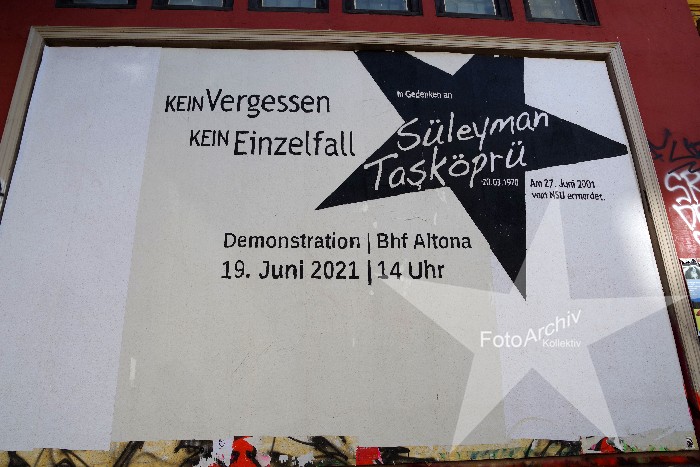 KEIN Vergessen
KEIN Einzelfall
In Gedenken an
Süleyman
Taşköprü
*20.03.1970
Am 27. Juni 2001
vom NSU ermordet.
Demonstration | Bhf Altona
19. Juni 2021 | 14 Uhr
FotoArchiv
Kollektiv